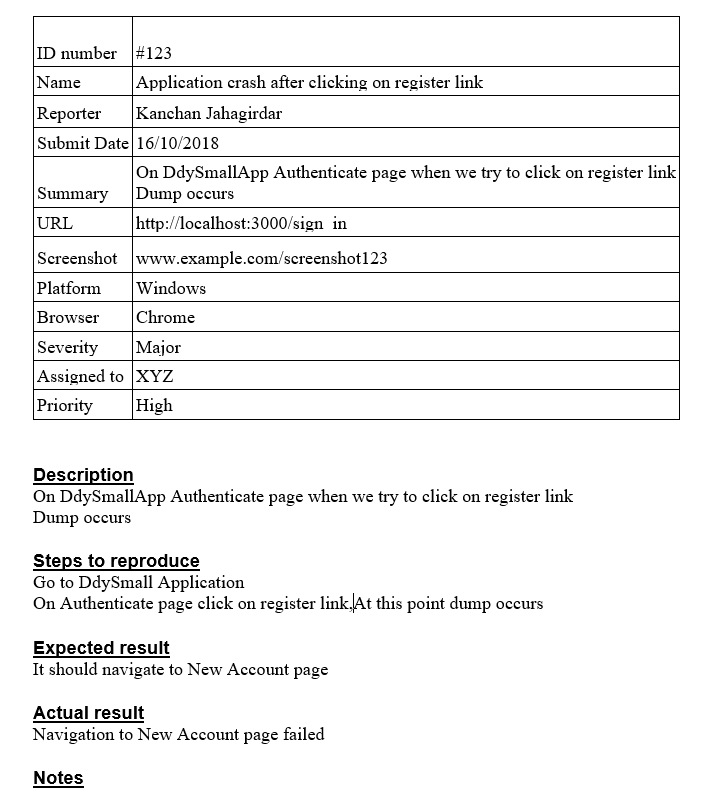 ID number #123
Name Application crash after clicking on register link
Reporter Kanchan Jahagirdar
Submit Date 16/10/2018
On DdySmallApp Authenticate page when we try to click on register link
Summary Dump occurs
URL http://localhost:3000/sign_in
Screenshot www.example.com/screenshot123
Platform Windows
Browser Chrome
Severity Major
Assigned to XYZ
Priority High
Description
On DdySmallApp Authenticate page when we try to click on register link
Dump occurs
Steps to reproduce
Go to DdySmall Application
On Authenticate page click on register link,At this point dump occurs
Expected result
It should navigate to New Account page
Actual result
Navigation to New Account page failed
Notes